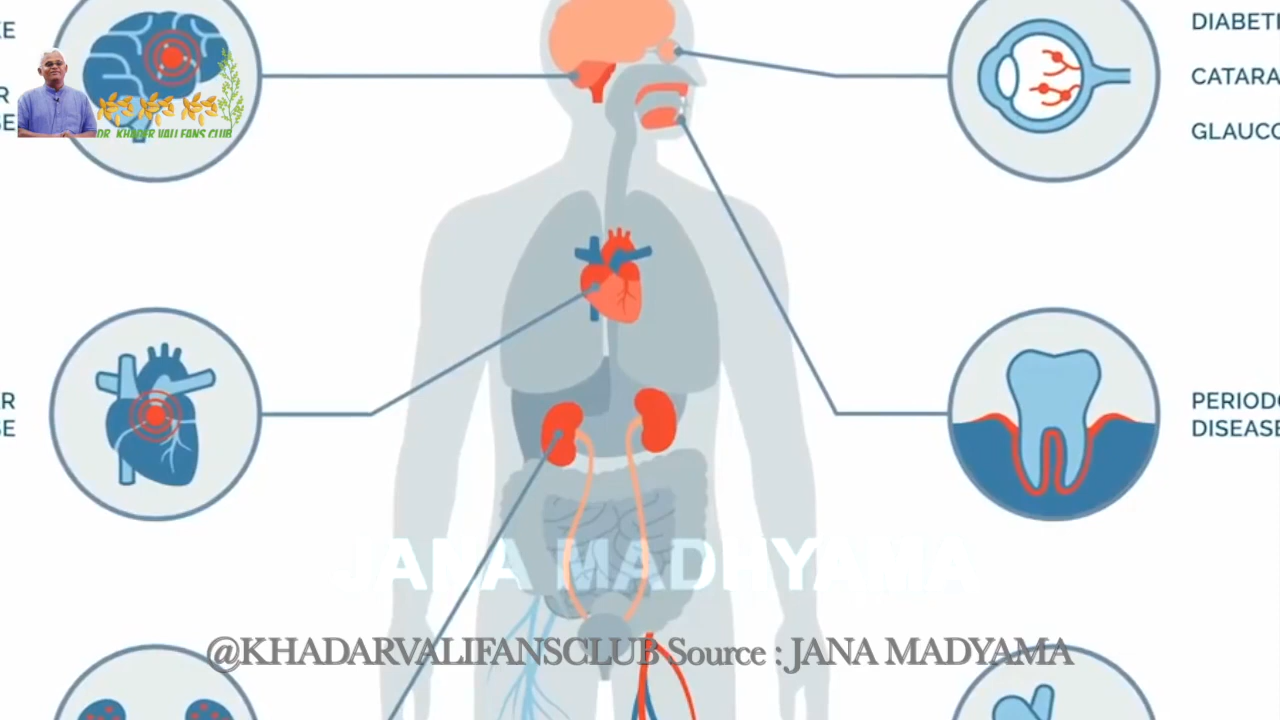 DR. KHADER VALI FANS CLUB
DIABETI
CATARA
GLAUCO
PERIODO
DISEASE
JANA MADHYAMA
@KHADARVALIFANSCLUB Source : JANA MADYAMA